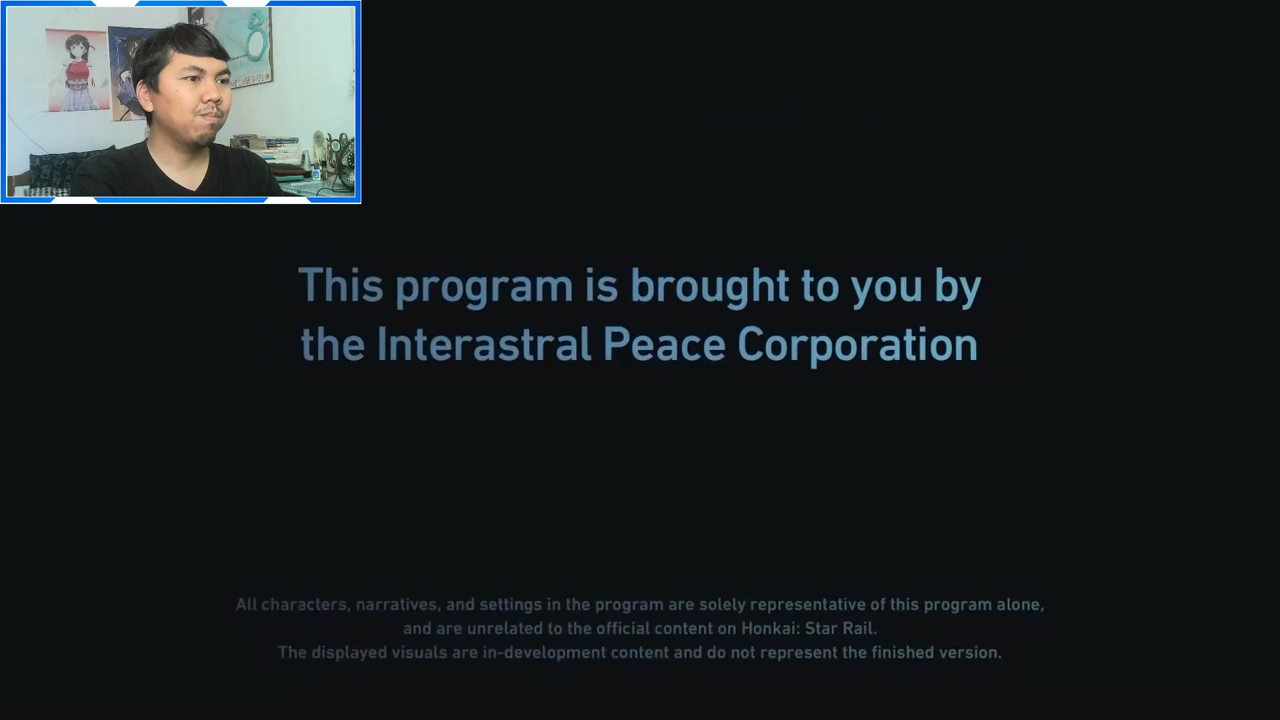 This program is brought to you by
the Interastral Peace Corporation
All characters, narratives, and settings in the program are solely representative of this program alone,
and are unrelated to the official content on Honkai: Star Rail.
The displayed visuals are in-development content and do not represent the finished version.